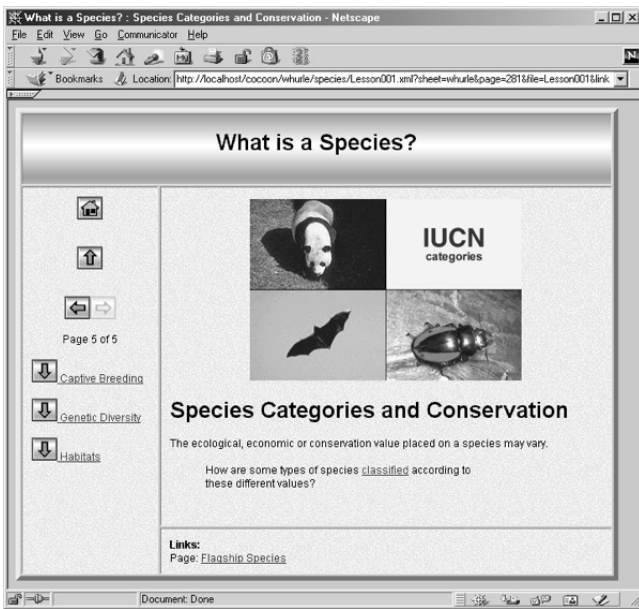 What is a Species? : Species Categories and Conservation - Netscape
File Edit View Go Communicator Help
Bookmarks Location: http://localhost/cocoon/whurle/species/Lesson001.xml?sheet=whurle&page=281&file=Lesson001&link
What is a Species?
IUCN
categories
Page 5 of 5
Captive Breeding
Genetic Diversity
Habitats
Species Categories and Conservation
The ecological, economic or conservation value placed on a species may vary.
How are some types of species classified according to
these different values?
Links:
Page: Flagship Species
Document: Done